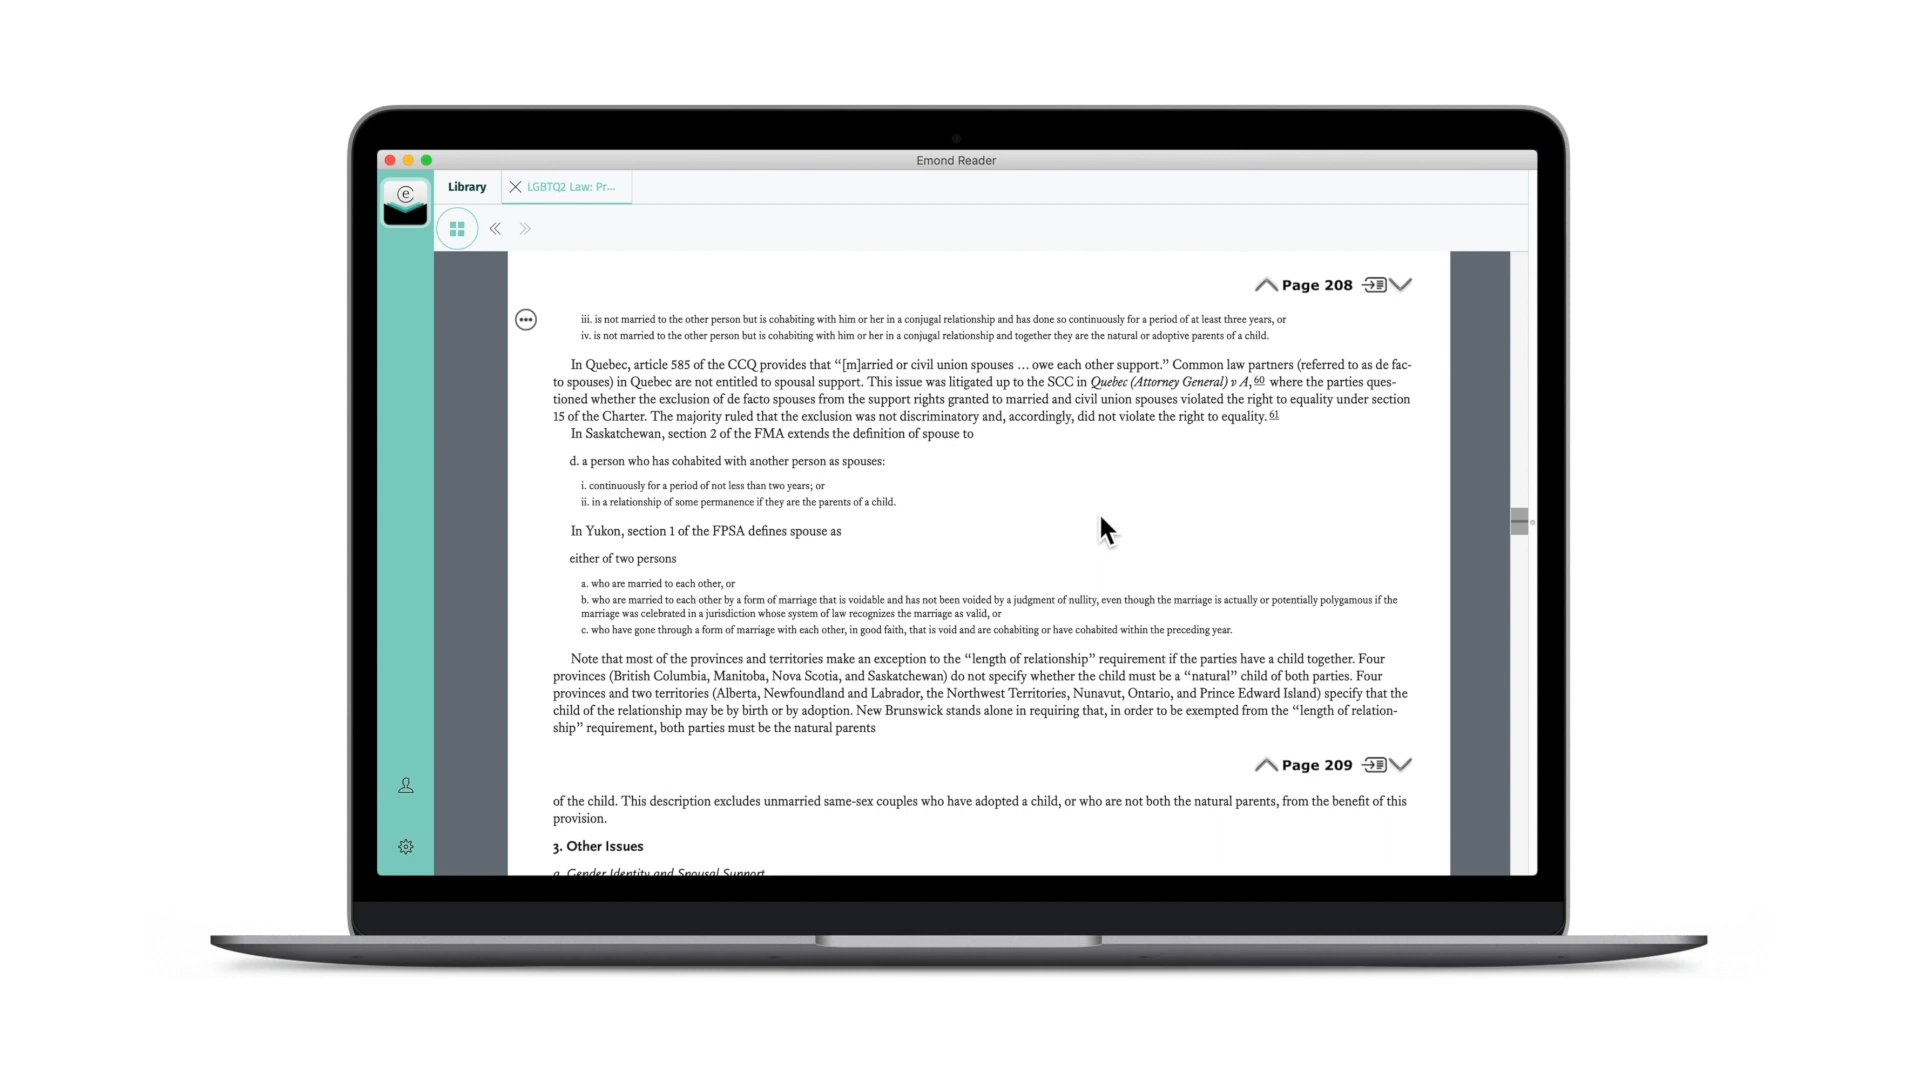 Emond Reader
Library
LGBTQ2 Law: Pr...
Page 208
iii. is not married to the other person but is cohabiting with him or her in a conjugal relationship and has done so continuously for a period of at least three years, or
iv. is not married to the other person but is cohabiting with him or her in a conjugal relationship and together they are the natural or adoptive parents of a child.
In Quebec, article 585 of the CCQ provides that “[m]arried or civil union spouses … owe each other support.” Common law partners (referred to as de fac-
to spouses) in Quebec are not entitled to spousal support. This issue was litigated up to the SCC in Quebec (Attorney General) v A,60 where the parties ques-
tioned whether the exclusion of de facto spouses from the support rights granted to married and civil union spouses violated the right to equality under section
15 of the Charter. The majority ruled that the exclusion was not discriminatory and, accordingly, did not violate the right to equality.61
In Saskatchewan, section 2 of the FMA extends the definition of spouse to
d. a person who has cohabited with another person as spouses:
i. continuously for a period of not less than two years; or
ii. in a relationship of some permanence if they are the parents of a child.
In Yukon, section 1 of the FPSA defines spouse as
either of two persons
a. who are married to each other, or
b. who are married to each other by a form of marriage that is voidable and has not been voided by a judgment of nullity, even though the marriage is actually or potentially polygamous if the
marriage was celebrated in a jurisdiction whose system of law recognizes the marriage as valid, or
c. who have gone through a form of marriage with each other, in good faith, that is void and are cohabiting or have cohabited within the preceding year.
Note that most of the provinces and territories make an exception to the “length of relationship” requirement if the parties have a child together. Four
provinces (British Columbia, Manitoba, Nova Scotia, and Saskatchewan) do not specify whether the child must be a “natural” child of both parties. Four
provinces and two territories (Alberta, Newfoundland and Labrador, the Northwest Territories, Nunavut, Ontario, and Prince Edward Island) specify that the
child of the relationship may be by birth or by adoption. New Brunswick stands alone in requiring that, in order to be exempted from the “length of relation-
ship” requirement, both parties must be the natural parents
Page 209
of the child. This description excludes unmarried same-sex couples who have adopted a child, or who are not both the natural parents, from the benefit of this
provision.
3. Other Issues
a. Gender Identity and Spousal Support